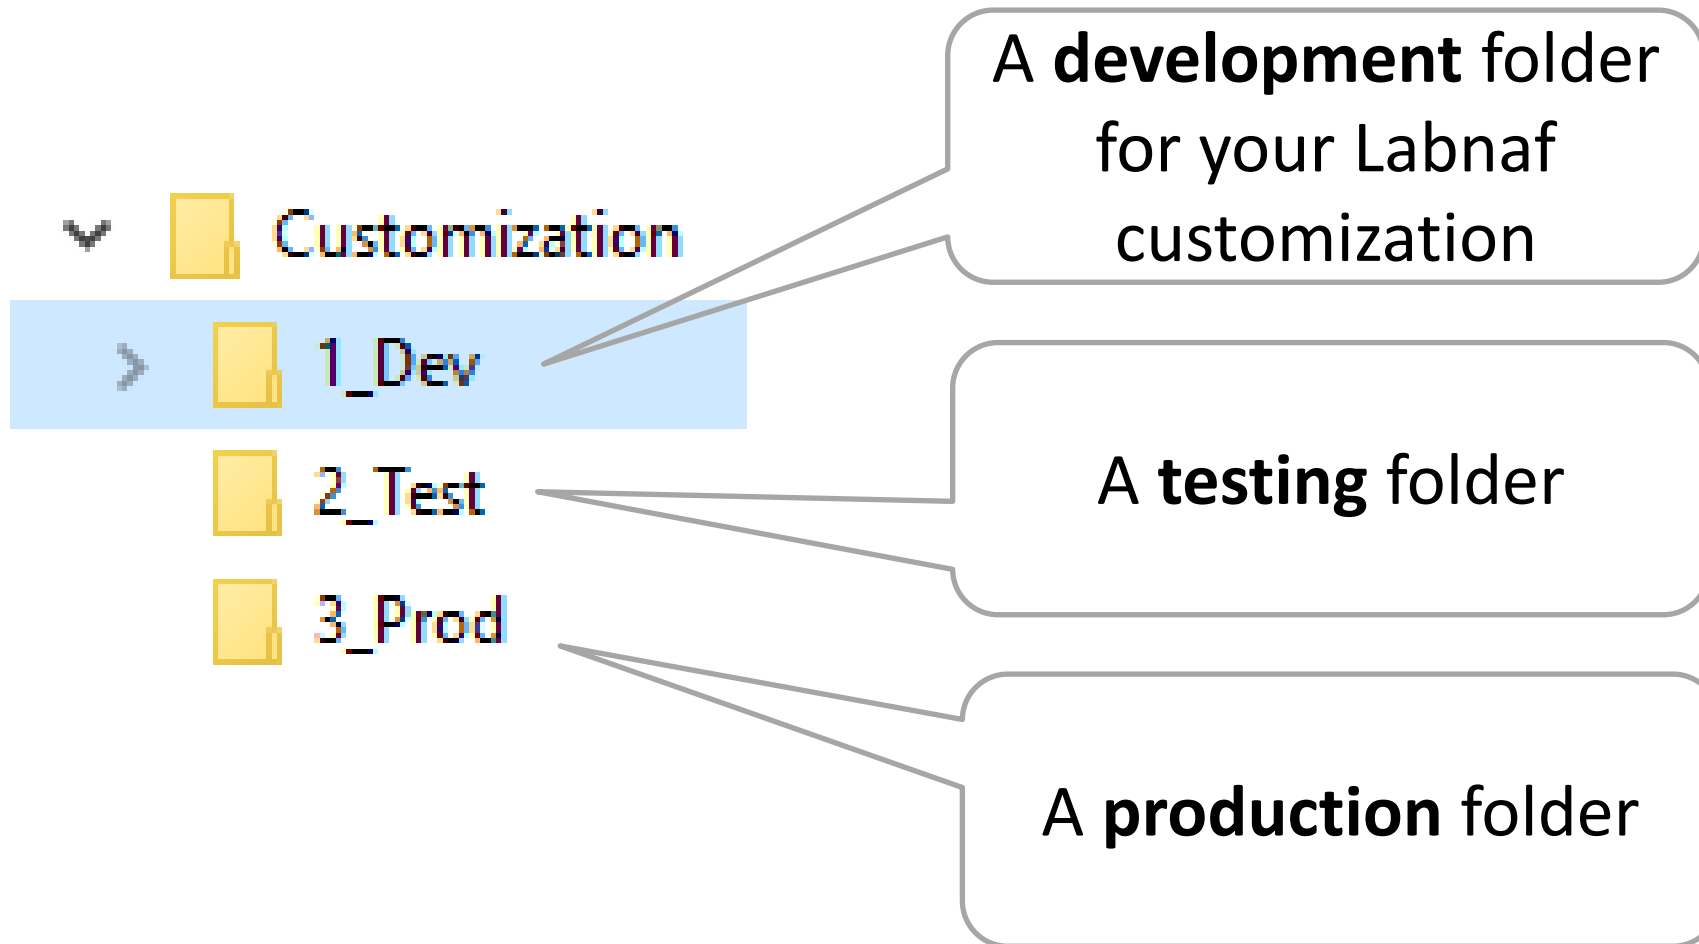 Customization
1_Dev
2_Test
3_Prod
A development folder
for your Labnaf
customization
A testing folder
A production folder